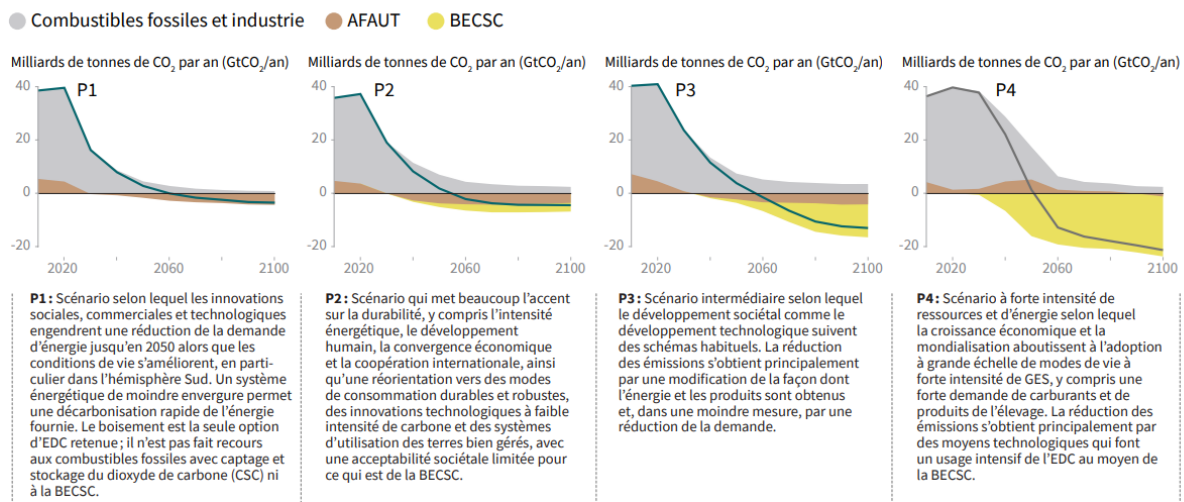 Combustibles fossiles et industrie AFAUT BECSC
Milliards de tonnes de CO2 par an (GtCO2/an)
40
20
0
-20
P1
2020 2060 2100
Milliards de tonnes de CO2 par an (GtCO2/an)
40
20
0
-20
P2
2020 2060 2100
Milliards de tonnes de CO2 par an (GtCO2/an)
40
20
0
-20
P3
2020 2060 2100
Milliards de tonnes de CO2 par an (GtCO2/an)
40
20
0
-20
P4
2020 2060 2100
P1 : Scénario selon lequel les innovations
sociales, commerciales et technologiques
engendrent une réduction de la demande
d'énergie jusqu'en 2050 alors que les
conditions de vie s'améliorent, en parti-
culier dans l'hémisphère Sud. Un système
énergétique de moindre envergure permet
une décarbonisation rapide de l'énergie
fournie. Le boisement est la seule option
d'EDC retenue ; il n'est pas fait recours
aux combustibles fossiles avec captage et
stockage du dioxyde de carbone (CSC) ni
à la BECSC.
P2 : Scénario qui met beaucoup l'accent
sur la durabilité, y compris l'intensité
énergétique, le développement
humain, la convergence économique
et la coopération internationale, ainsi
qu'une réorientation vers des modes
de consommation durables et robustes,
des innovations technologiques à faible
intensité de carbone et des systèmes
d'utilisation des terres bien gérés, avec
une acceptabilité sociétale limitée pour
ce qui est de la BECSC.
P3 : Scénario intermédiaire selon lequel
le développement sociétal comme le
développement technologique suivent
des schémas habituels. La réduction
des émissions s'obtient principalement
par une modification de la façon dont
l'énergie et les produits sont obtenus
et, dans une moindre mesure, par une
réduction de la demande.
P4 : Scénario à forte intensité de
ressources et d'énergie selon lequel
la croissance économique et la
mondialisation aboutissent à l'adoption
à grande échelle de modes de vie à
forte intensité de GES, y compris une
forte demande de carburants et de
produits de l'élevage. La réduction des
émissions s'obtient principalement par
des moyens technologiques qui font
un usage intensif de l'EDC au moyen de
la BECSC.